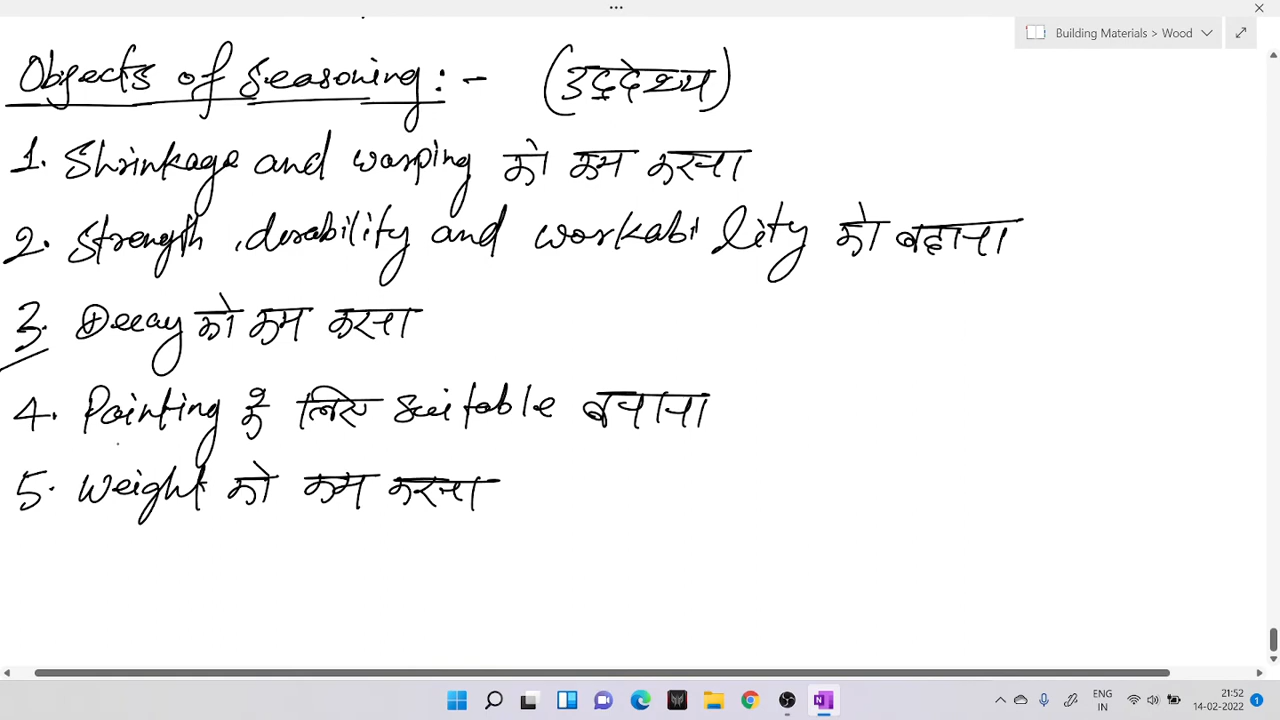 Building Materials > Wood
Objects of Seasoning:- (उद्देश्य)
1. Shrinkage and warping को कम करना
2. Strength, durability and workability को बढ़ाना
3. Decay को कम करना
4. Painting के लिए suitable बनाना
5. Weight को कम करना
ENG
IN
21:52
14-02-2022
1